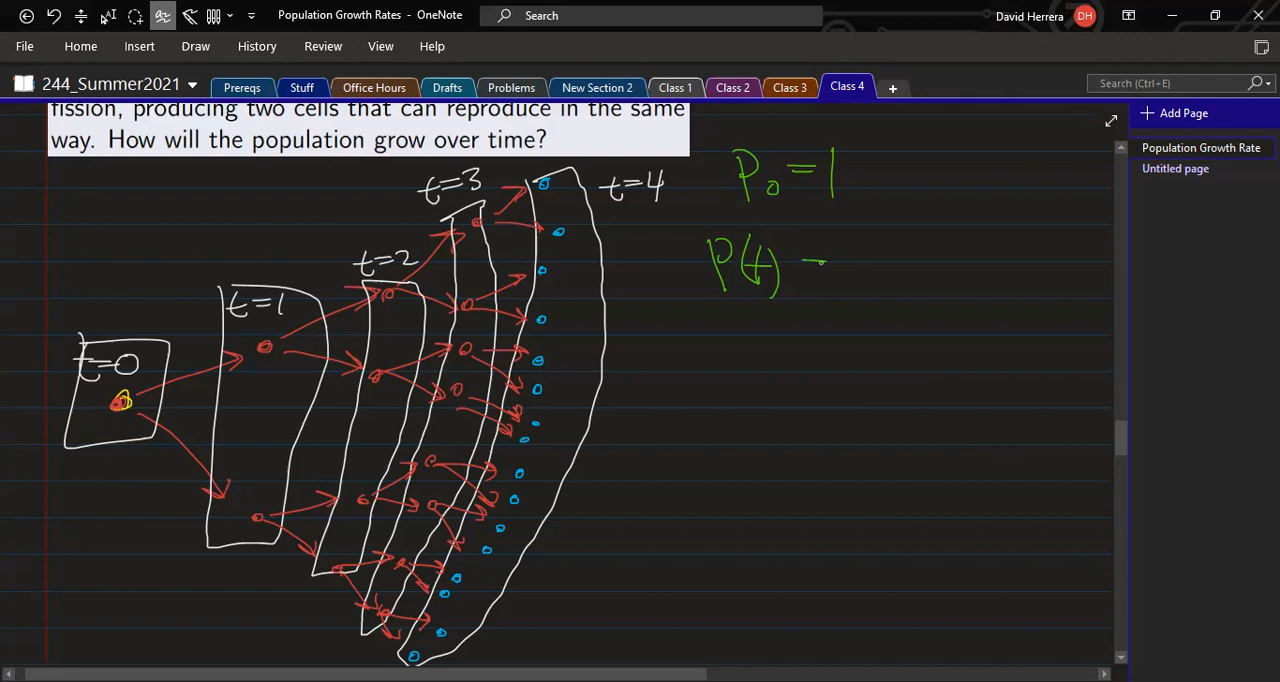 Population Growth Rates - OneNote
Search
David Herrera
DH
File Home Insert Draw History Review View Help
244_Summer2021
Prereqs Stuff Office Hours Drafts Problems New Section 2 Class 1 Class 2 Class 3 Class 4
Search (Ctrl+E)
Add Page
Population Growth Rate
Untitled page
fission, producing two cells that can reproduce in the same
way. How will the population grow over time?
t=0
t=1
t=2
t=3
t=4
P₀ = 1
P(t) -